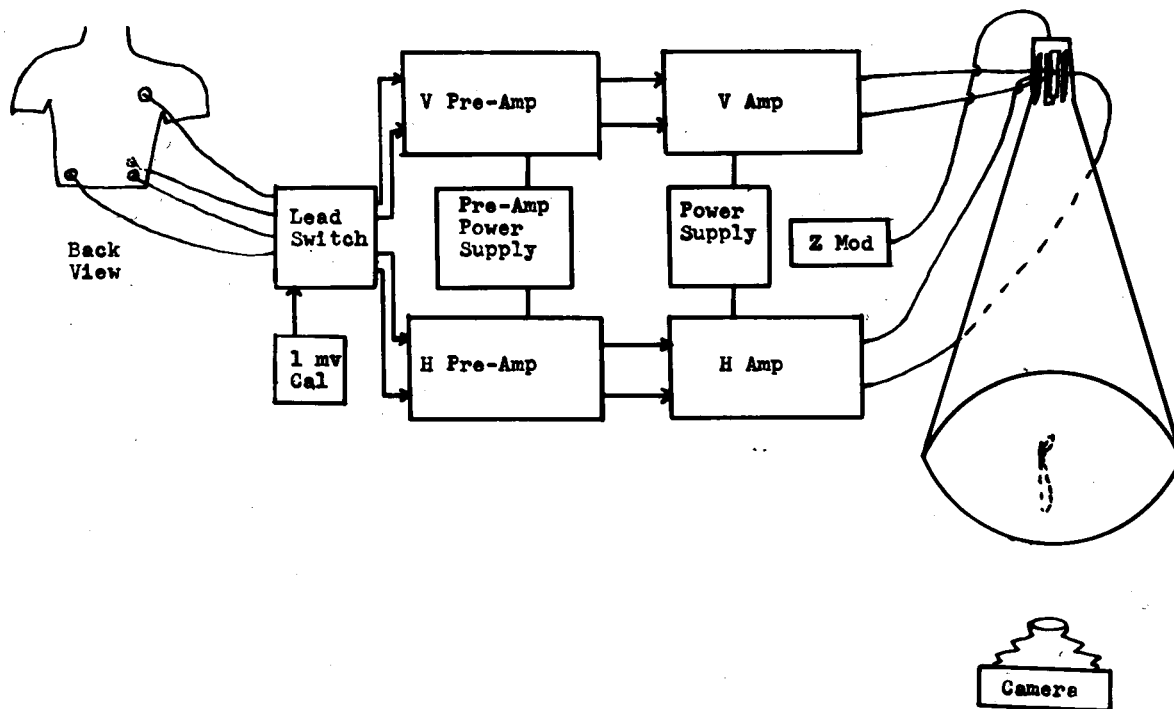 V Pre-Amp
V Amp
Pre-Amp
Power
Supply
Power
Supply
Lead
Switch
Z Mod
Back
View
1 mv
Cal
H Pre-Amp
H Amp
Camera